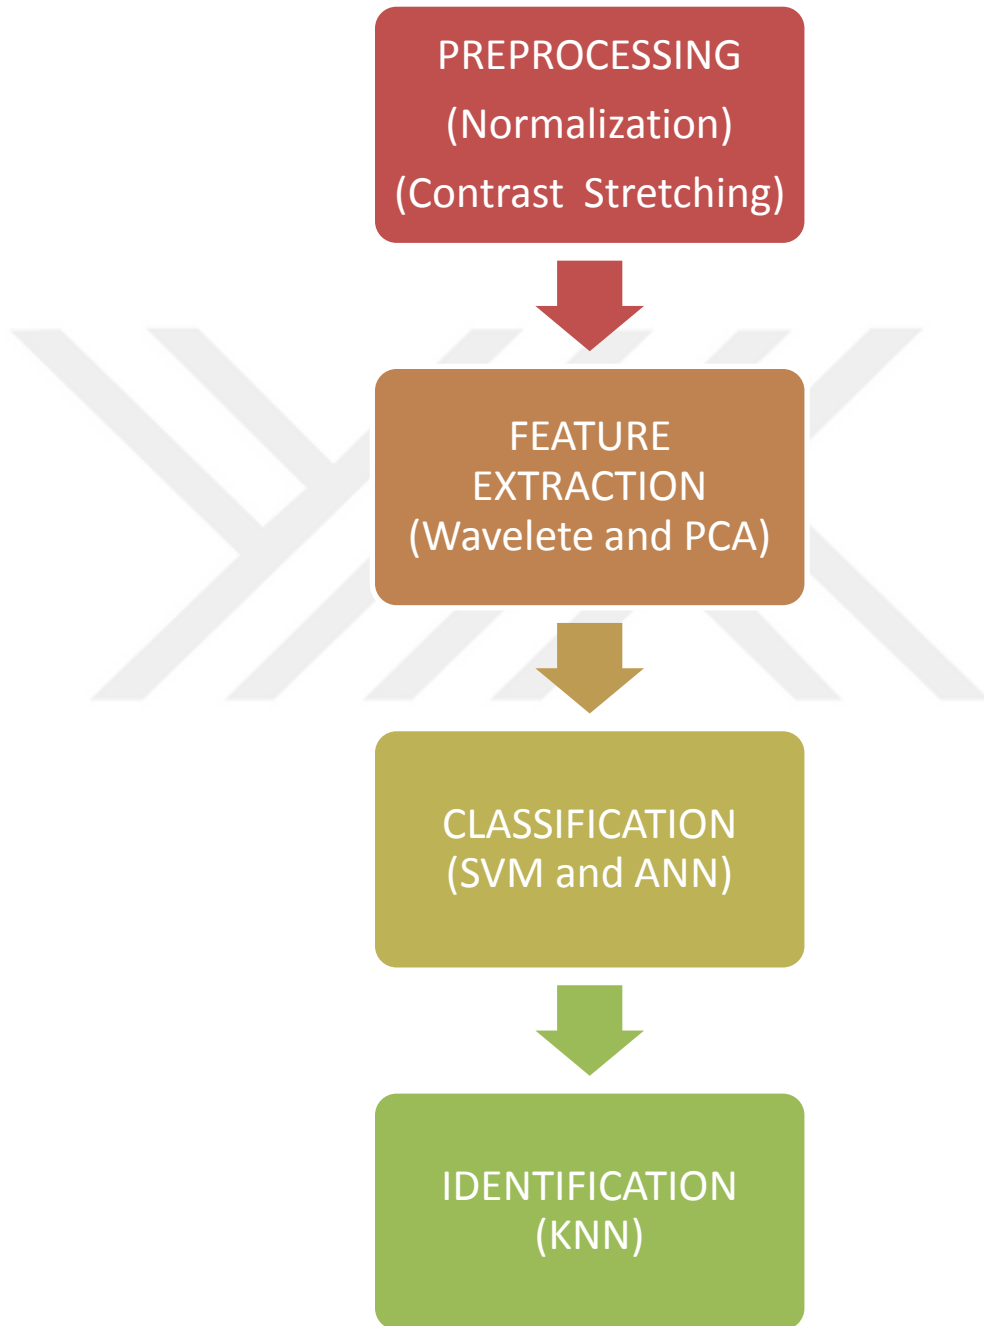 PREPROCESSING
(Normalization)
(Contrast Stretching)
FEATURE
EXTRACTION
(Wavelete and PCA)
CLASSIFICATION
(SVM and ANN)
IDENTIFICATION
(KNN)